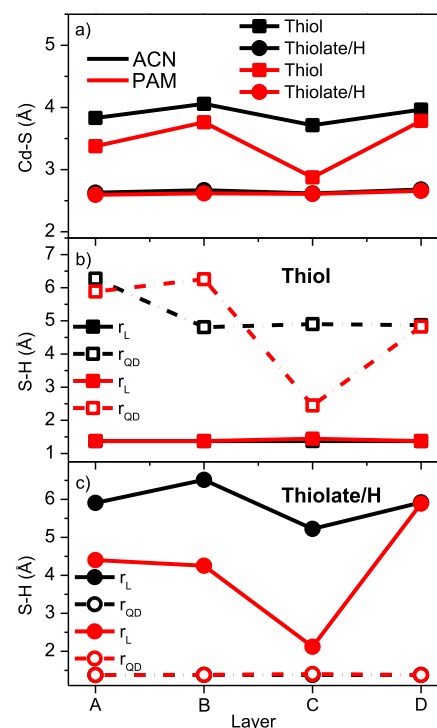 a)
ACN
PAM
Thiol
Thiolate/H
Thiol
Thiolate/H
Cd-S (Å)
5
4
3
2
b)
Thiol
r_L
r_QD
r_L
r_QD
S-H (Å)
7
6
5
4
3
2
1
c)
Thiolate/H
r_L
r_QD
r_L
r_QD
S-H (Å)
6
5
4
3
2
A B C D
Layer